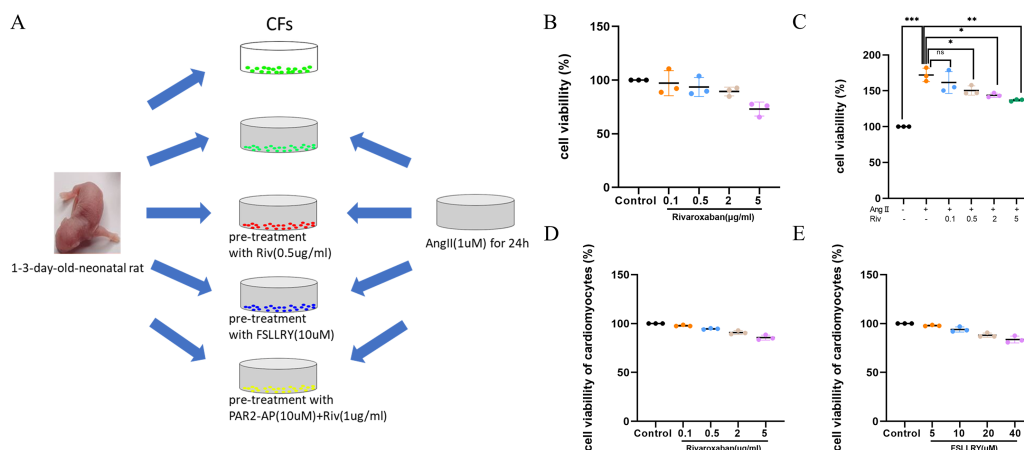 A
CFs
1-3-day-old-neonatal rat
pre-treatment
with Riv(0.5ug/ml)
pre-treatment
with FSLLRY(10uM)
pre-treatment with
PAR2-AP(10uM)+Riv(1ug/ml)
AngII(1uM) for 24h
B
cell viabillity (%)
150
100
50
0
Control 0.1 0.5 2 5
Rivaroxaban(μg/ml)
C
cell viabillity (%)
200
150
100
50
0
*** ** * * ns
Ang II - + + + + +
Riv - - 0.1 0.5 2 5
D
cell viabillity of cardiomyocytes (%)
150
100
50
0
Control 0.1 0.5 2 5
Rivaroxaban(μg/ml)
E
cell viabillity of cardiomyocytes (%)
150
100
50
0
Control 5 10 20 40
FSLLRY(uM)